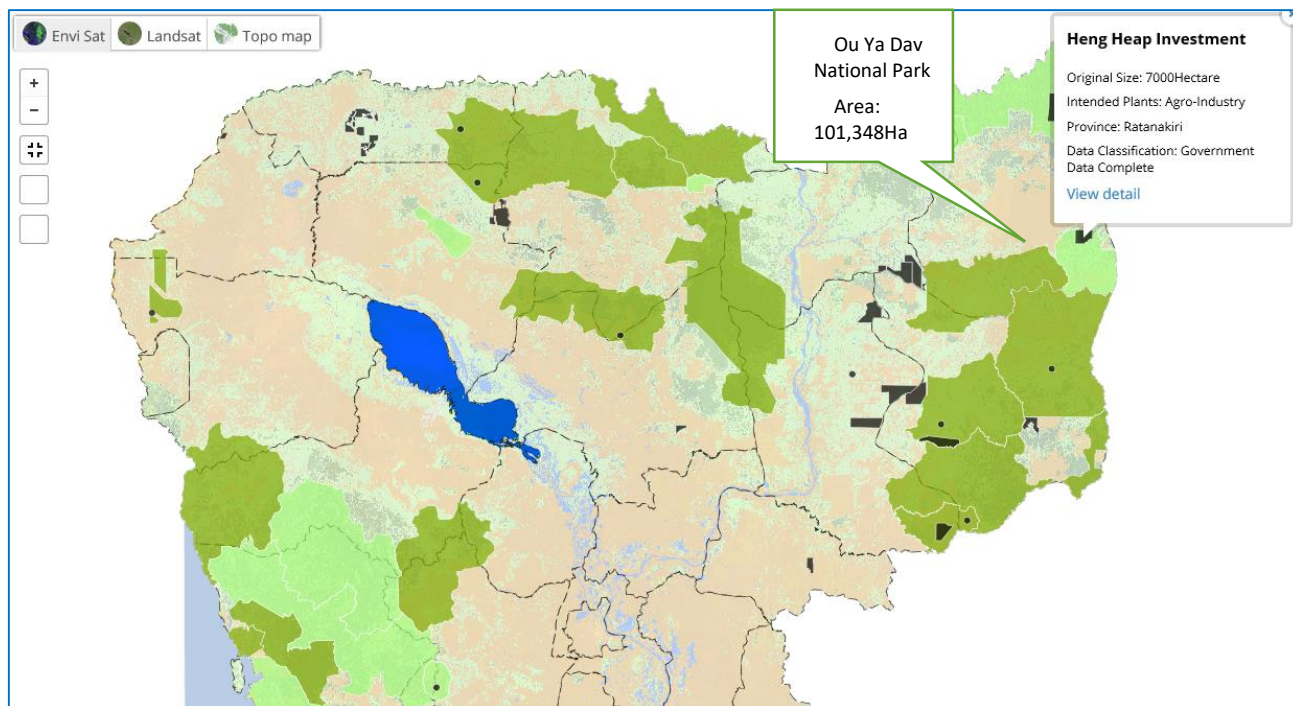 Envi Sat
Landsat
Topo map
+
−
Ou Ya Dav
National Park
Area:
101,348Ha
Heng Heap Investment
Original Size: 7000Hectare
Intended Plants: Agro-Industry
Province: Ratanakiri
Data Classification: Government
Data Complete
View detail